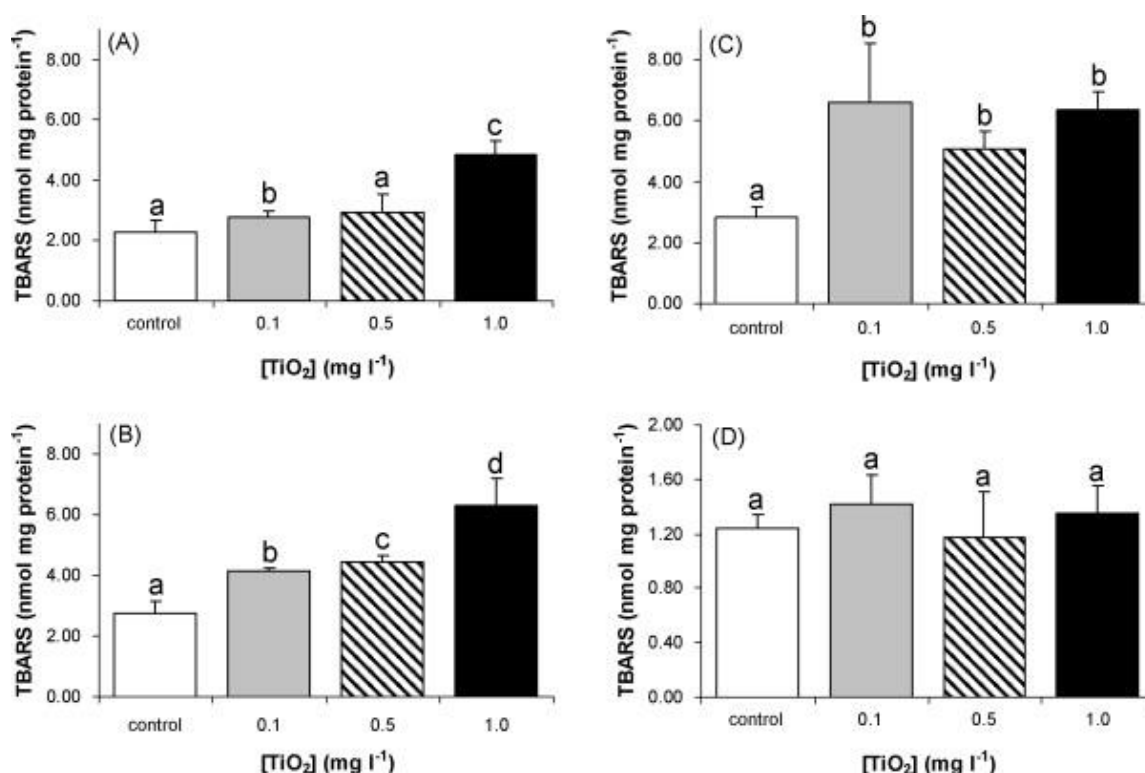 (A)
TBARS (nmol mg protein⁻¹)
8.00
6.00
4.00
2.00
0.00
a
b
a
c
control
0.1
0.5
1.0
[TiO₂] (mg l⁻¹)
(B)
TBARS (nmol mg protein⁻¹)
8.00
6.00
4.00
2.00
0.00
a
b
c
d
control
0.1
0.5
1.0
[TiO₂] (mg l⁻¹)
(C)
TBARS (nmol mg protein⁻¹)
8.00
6.00
4.00
2.00
0.00
a
b
b
b
control
0.1
0.5
1.0
[TiO₂] (mg l⁻¹)
(D)
TBARS (nmol mg protein⁻¹)
2.00
1.60
1.20
0.80
0.40
0.00
a
a
a
a
control
0.1
0.5
1.0
[TiO₂] (mg l⁻¹)